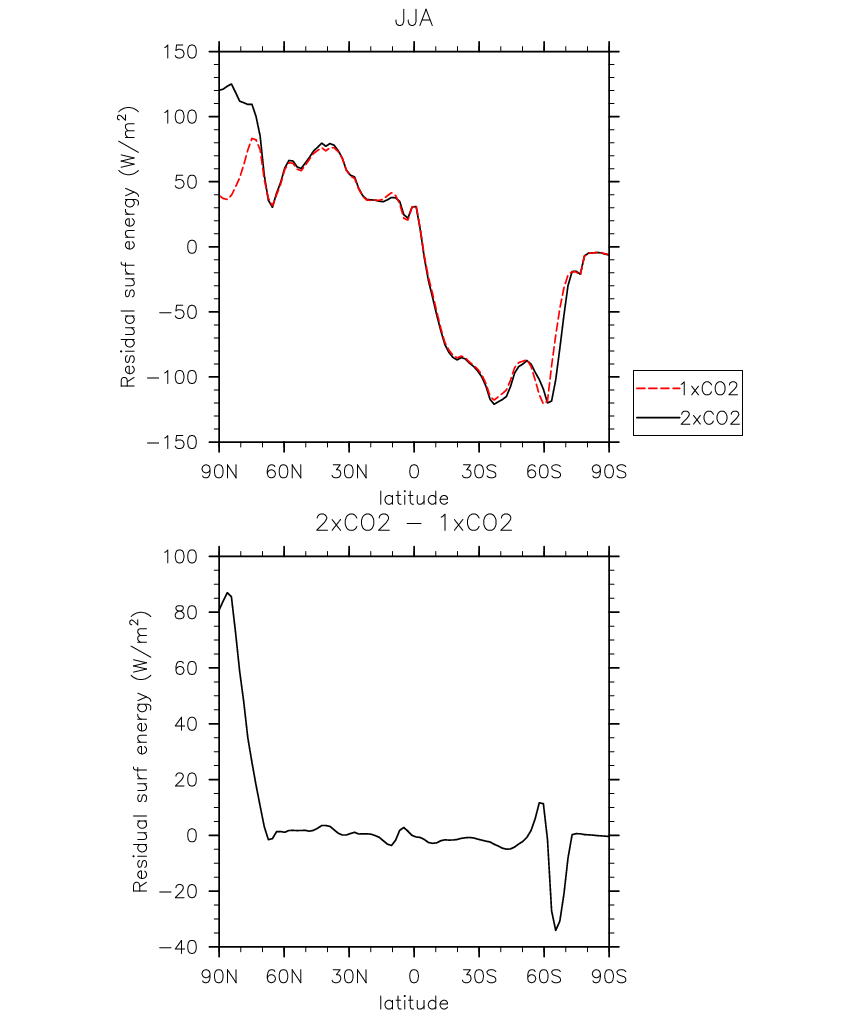 JJA
Residual surf energy (W/m²)
150
100
50
0
−50
−100
−150
90N 60N 30N 0 30S 60S 90S
latitude
1xCO2
2xCO2
2xCO2 − 1xCO2
Residual surf energy (W/m²)
100
80
60
40
20
0
−20
−40
90N 60N 30N 0 30S 60S 90S
latitude